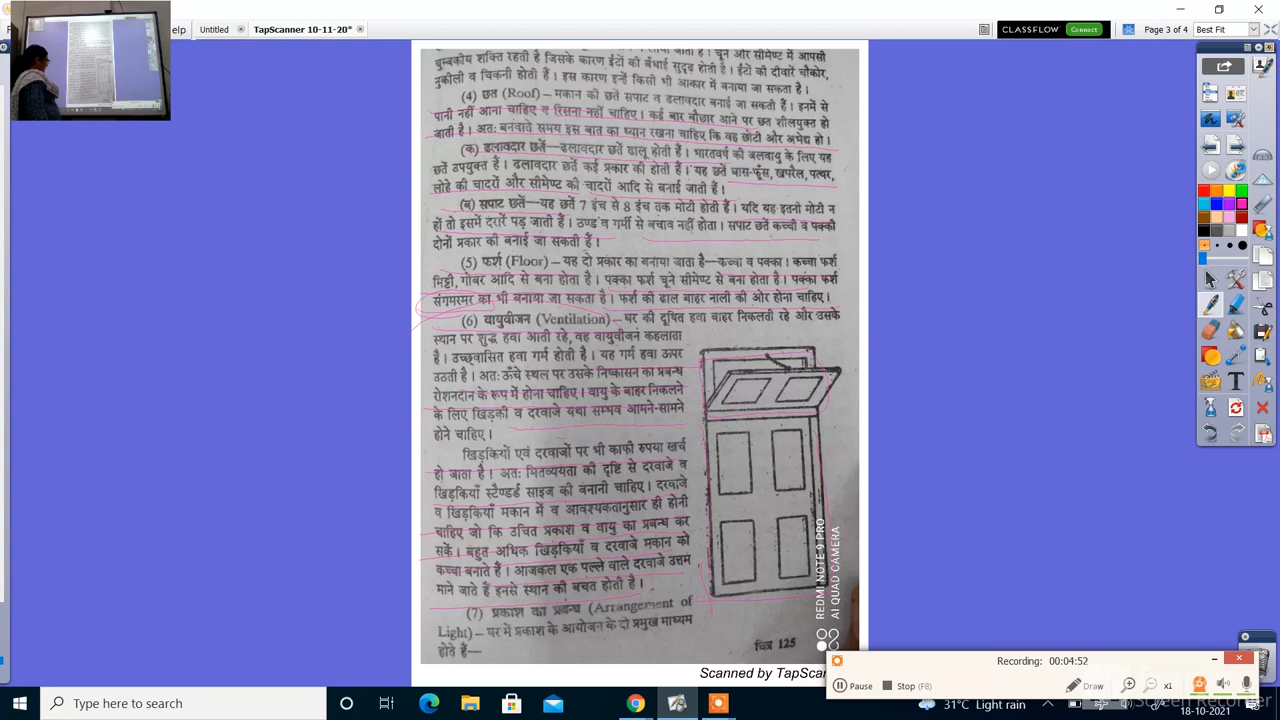 elp
Untitled
TapScanner 10-11-20*
CLASSFLOW
Connect
Page 3 of 4
Best Fit
चुम्बकीय शक्ति रहती है जिसके कारण ईंटों की बँधाई सुदृढ़ होती है। ईंटों की दीवारें चौकोर,
नुकीली व चिकनी होती हैं। इस कारण इन्हें किसी भी आकार में बनाया जा सकता है।
(4) छत (Roof)– मकान की छतें सपाट व ढलावदार बनाई जा सकती हैं। इनमें से
पानी नहीं आना चाहिए व रिसना नहीं चाहिए। कई बार बौछार आने पर छत शीलयुक्त हो
जाती है। अतः बनवाते समय इस बात का ध्यान रखना चाहिए कि वह छोटी और अभेद्य हो।
(क) ढलावदार छतें—ढलावदार छतें ढालू होती हैं। भारतवर्ष की जलवायु के लिए यह
छतें उपयुक्त हैं। ढलावदार छतें कई प्रकार की होती हैं। यह छतें घास-फूँस, खपरैल, पत्थर,
लोहे की चादरों और सीमेण्ट की चादरों आदि से बनाई जाती हैं।
(ब) सपाट छतें—यह छतें 7 इंच से 8 इंच तक मोटी होती हैं। यदि यह इतनी मोटी न
हों तो इसमें दरारें पड़ जाती हैं। ठण्ड व गर्मी से बचाव नहीं होता। सपाट छतें कच्ची व पक्की
दोनों प्रकार की बनाई जा सकती हैं।
(5) फर्श (Floor)– यह दो प्रकार का बनाया जाता है—कच्चा व पक्का। कच्चा फर्श
मिट्टी, गोबर आदि से बना होता है। पक्का फर्श चूने सीमेण्ट से बना होता है। पक्का फर्श
संगमरमर का भी बनाया जा सकता है। फर्श की ढाल बाहर नाली की ओर होना चाहिए।
(6) वायुवीजन (Ventilation)– घर की दूषित हवा बाहर निकलती रहे और उसके
स्थान पर शुद्ध हवा आती रहे, वह वायुवीजन कहलाता
है। उच्छ्वासित हवा गर्म होती है। यह गर्म हवा ऊपर
उठती है। अतः ऊँचे स्थल पर उसके निष्कासन का प्रबन्ध
रोशनदान के रूप में होना चाहिए। वायु के बाहर निकलने
के लिए खिड़की व दरवाजे यथा सम्भव आमने-सामने
होने चाहिए।
खिड़कियों एवं दरवाजों पर भी काफी रुपया खर्च
हो जाता है। अतः मितव्ययता की दृष्टि से दरवाजे व
खिड़कियाँ स्टैण्डर्ड साइज की बनानी चाहिए। दरवाजे
व खिड़कियाँ मकान में व आवश्यकतानुसार ही होनी
चाहिए जो कि उचित प्रकाश व वायु का प्रबन्ध कर
सकें। बहुत अधिक खिड़कियाँ व दरवाजे मकान को
कच्चा बनाते हैं। आजकल एक पल्ले वाले दरवाजे उत्तम
माने जाते हैं इनसे स्थान की बचत होती है।
(7) प्रकाश का प्रबंन्ध (Arrangement of
Light)– घर में प्रकाश के आयोजन के दो प्रमुख माध्यम
होते हैं—
चित्र 125
REDMI NOTE 9 PRO
AI QUAD CAMERA
Scanned by TapScan
Recording: 00:04:52
Pause
Stop (F8)
Draw
x1
Type here to search
31°C Light rain
18-10-2021